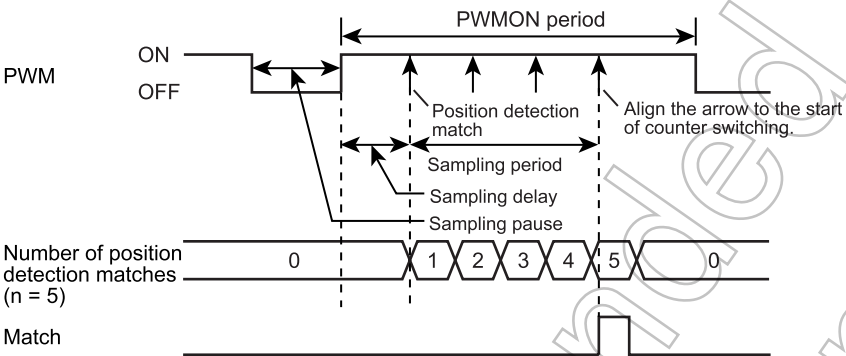 PWMON period
ON
PWM
OFF
Position detection
match
Align the arrow to the start
of counter switching.
Sampling period
Sampling delay
Sampling pause
Number of position
detection matches
(n = 5)
0 1 2 3 4 5 0
Match